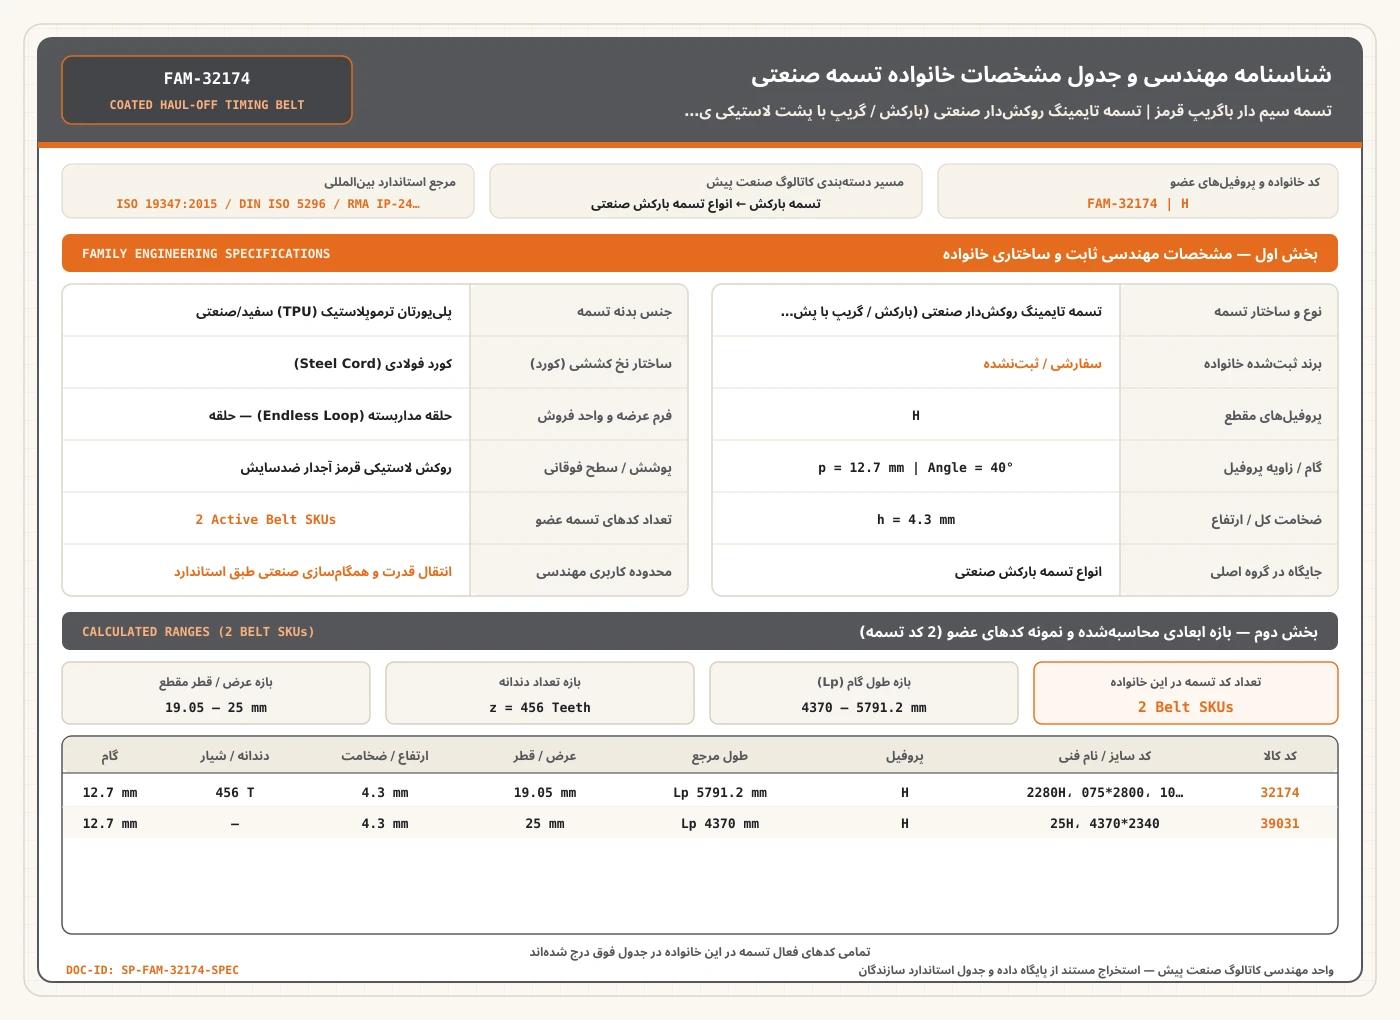 شناسنامه مهندسی و جدول مشخصات خانواده تسمه صنعتی
تسمه سیم دار باگریپ قرمز | تسمه تایمینگ روکش‌دار صنعتی (بارکش / گریپ با پشت لاستیکی ی...
FAM-32174
COATED HAUL-OFF TIMING BELT
کد خانواده و پروفیل‌های عضو
FAM-32174 | H
مسیر دسته‌بندی کاتالوگ صنعت پیش
تسمه بارکش ← انواع تسمه بارکش صنعتی
مرجع استاندارد بین‌المللی
ISO 19347:2015 / DIN ISO 5296 / RMA IP-24…
بخش اول — مشخصات مهندسی ثابت و ساختاری خانواده
FAMILY ENGINEERING SPECIFICATIONS
نوع و ساختار تسمه
تسمه تایمینگ روکش‌دار صنعتی (بارکش / گریپ با پش...
برند ثبت‌شده خانواده
سفارشی / ثبت‌نشده
پروفیل‌های مقطع
H
گام / زاویه پروفیل
p = 12.7 mm | Angle = 40°
ضخامت کل / ارتفاع
h = 4.3 mm
جایگاه در گروه اصلی
انواع تسمه بارکش صنعتی
جنس بدنه تسمه
پلی‌یورتان ترموپلاستیک (TPU) سفید/صنعتی
ساختار نخ کششی (کورد)
کورد فولادی (Steel Cord)
فرم عرضه و واحد فروش
حلقه مداربسته (Endless Loop) — حلقه
پوشش / سطح فوقانی
روکش لاستیکی قرمز آجدار ضدسایش
تعداد کدهای تسمه عضو
2 Active Belt SKUs
محدوده کاربری مهندسی
انتقال قدرت و همگام‌سازی صنعتی طبق استاندارد
بخش دوم — بازه ابعادی محاسبه‌شده و نمونه کدهای عضو (2 کد تسمه)
CALCULATED RANGES (2 BELT SKUs)
تعداد کد تسمه در این خانواده
2 Belt SKUs
بازه طول گام (Lp)
4370 – 5791.2 mm
بازه تعداد دندانه
z = 456 Teeth
بازه عرض / قطر مقطع
19.05 – 25 mm
کد کالا	کد سایز / نام فنی	پروفیل	طول مرجع	عرض / قطر	ارتفاع / ضخامت	دندانه / شیار	گام
32174	2280H، 075*2800، 10…	H	Lp 5791.2 mm	19.05 mm	4.3 mm	456 T	12.7 mm
39031	25H، 4370*2340	H	Lp 4370 mm	25 mm	4.3 mm	—	12.7 mm
تمامی کدهای فعال تسمه در این خانواده در جدول فوق درج شده‌اند
واحد مهندسی کاتالوگ صنعت پیش — استخراج مستند از پایگاه داده و جدول استاندارد سازندگان
DOC-ID: SP-FAM-32174-SPEC